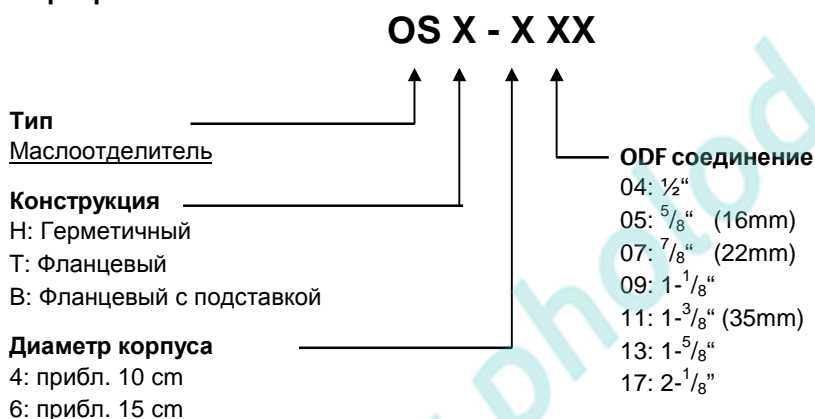 OS X - X XX
Тип
Маслоотделитель
Конструкция
H: Герметичный
T: Фланцевый
B: Фланцевый с подставкой
Диаметр корпуса
4: прибл. 10 cm
6: прибл. 15 cm
ODF соединение
04: ½“
05: ⁵/₈“ (16mm)
07: ⁷/₈“ (22mm)
09: 1-¹/₈“
11: 1-³/₈“ (35mm)
13: 1-⁵/₈“
17: 2-¹/₈”
pholod